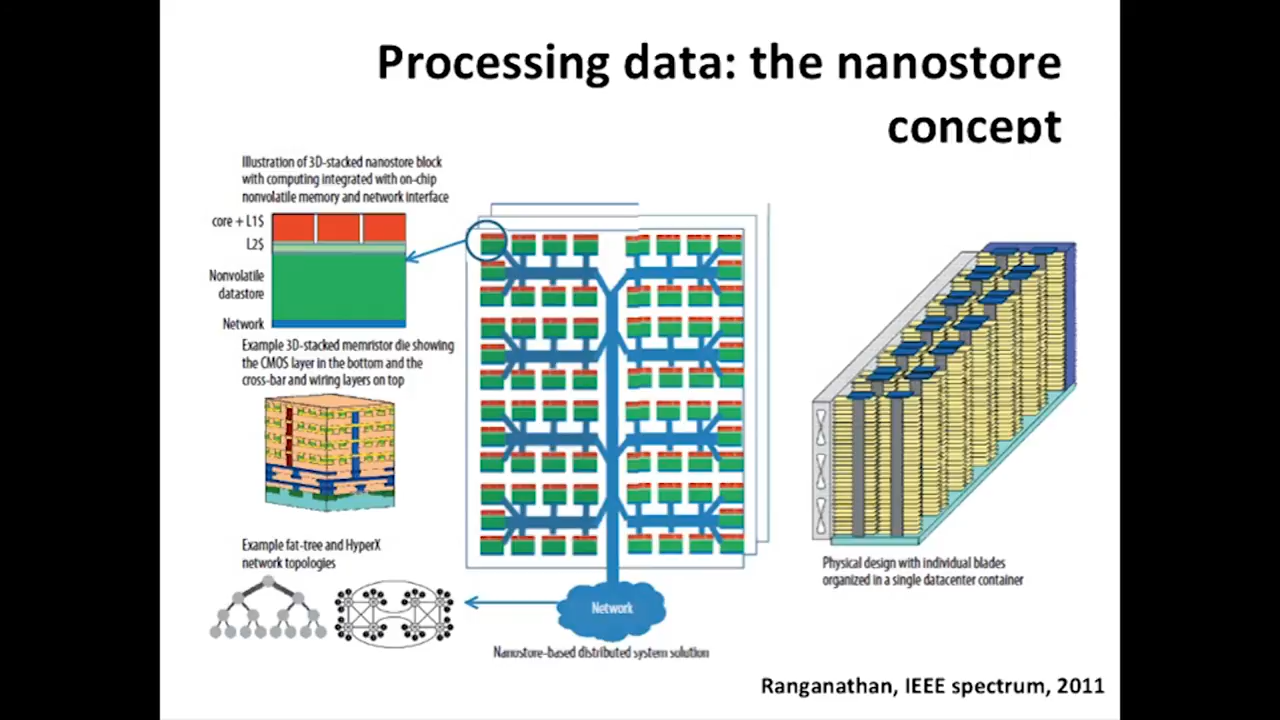 Processing data: the nanostore
concept
Illustration of 3D-stacked nanostore block
with computing integrated with on-chip
nonvolatile memory and network interface
core + L1$
L2$
Nonvolatile
datastore
Network
Example 3D-stacked memristor die showing
the CMOS layer in the bottom and the
cross-bar and wiring layers on top
Example fat-tree and HyperX
network topologies
Network
Nanostore-based distributed system solution
Physical design with individual blades
organized in a single datacenter container
Ranganathan, IEEE spectrum, 2011